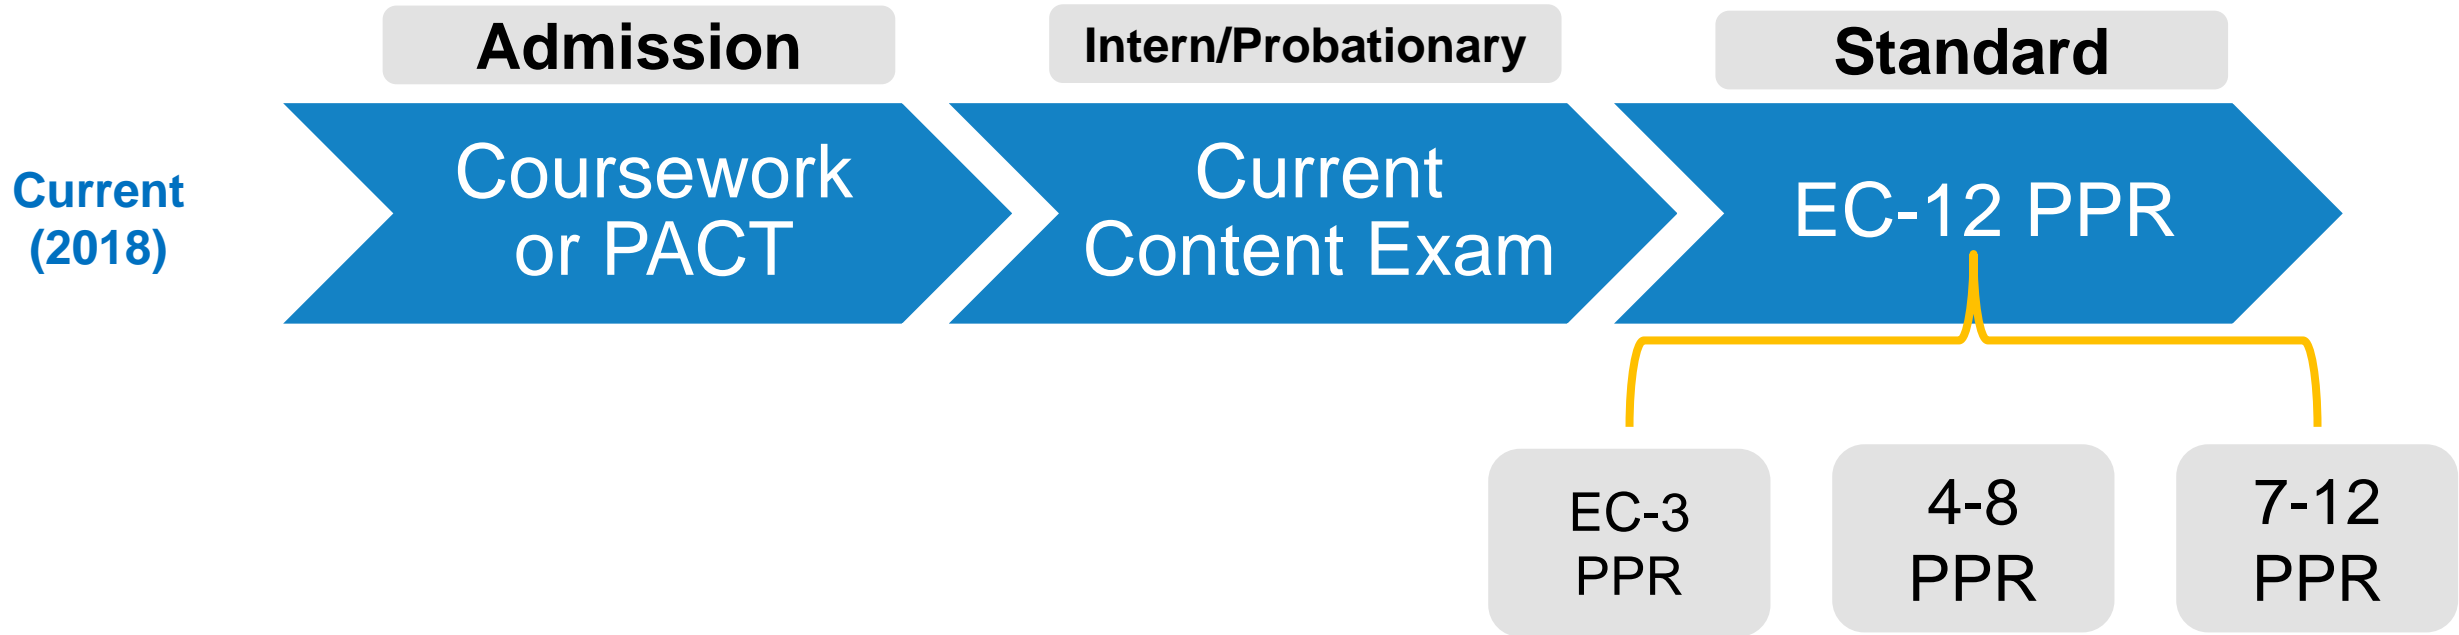 Admission
Intern/Probationary
Standard
Current
(2018)
Coursework
or PACT
Current
Content Exam
EC-12 PPR
EC-3
PPR
4-8
PPR
7-12
PPR